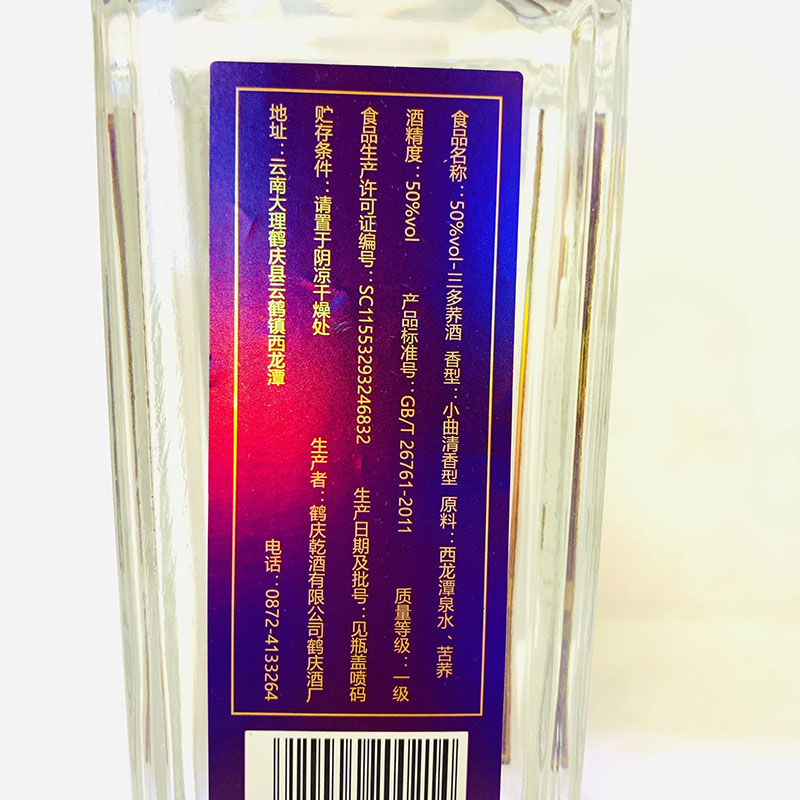 食品名称：50%vol-三多荞酒 香型：小曲清香型 原料：西龙潭泉水、苦荞
酒精度：50%vol 产品标准号：GB/T 26761-2011 质量等级：一级
食品生产许可证编号：SC11553293246832 生产日期及批号：见瓶盖喷码
贮存条件：请置于阴凉干燥处 生产者：鹤庆乾酒有限公司鹤庆酒厂
地址：云南大理鹤庆县云鹤镇西龙潭 电话：0872-4133264